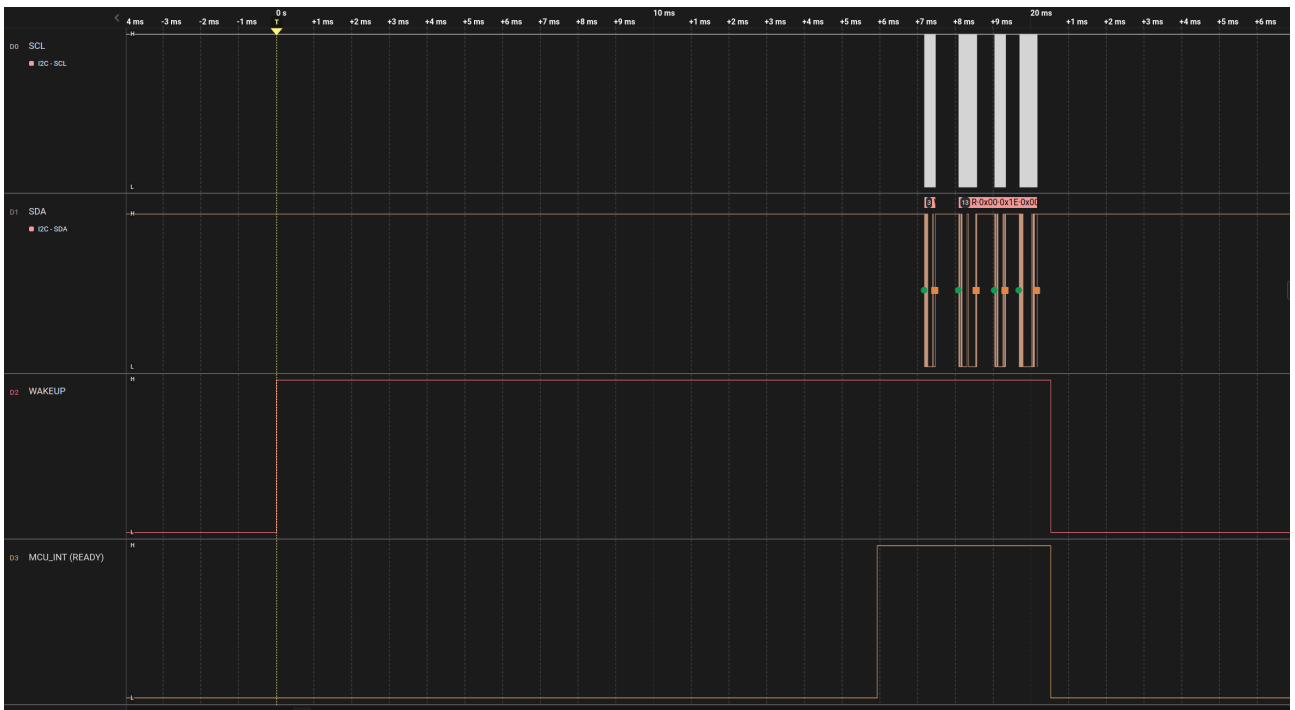 0 s 10 ms 20 ms
4 ms -3 ms -2 ms -1 ms T +1 ms +2 ms +3 ms +4 ms +5 ms +6 ms +7 ms +8 ms +9 ms +1 ms +2 ms +3 ms +4 ms +5 ms +6 ms +7 ms +8 ms +9 ms +1 ms +2 ms +3 ms +4 ms +5 ms +6 ms
H
D0 SCL
I2C - SCL
L
[3] [13] R 0x00 0x1E 0x00
D1 SDA H
I2C - SDA
L
H
D2 WAKEUP
L
H
D3 MCU_INT (READY)
L